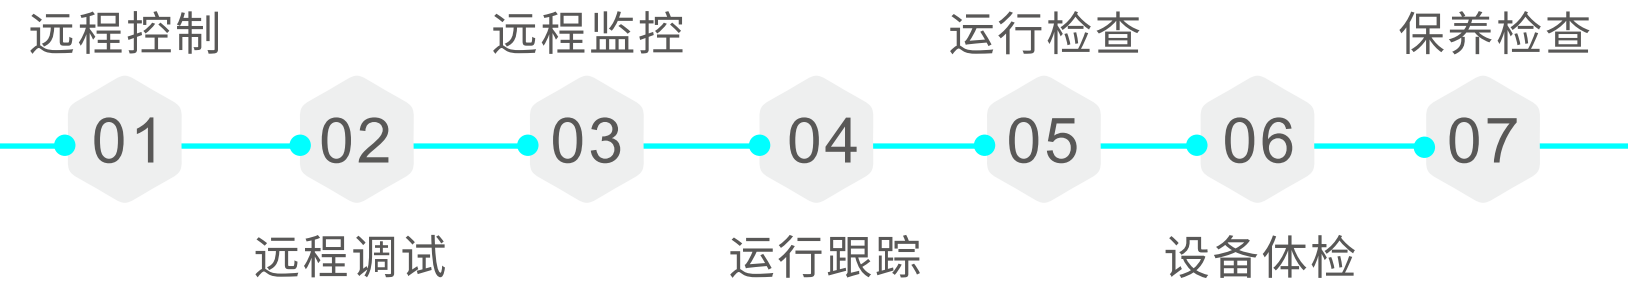 远程控制
01
远程调试
02
远程监控
03
运行跟踪
04
运行检查
05
设备体检
06
保养检查
07